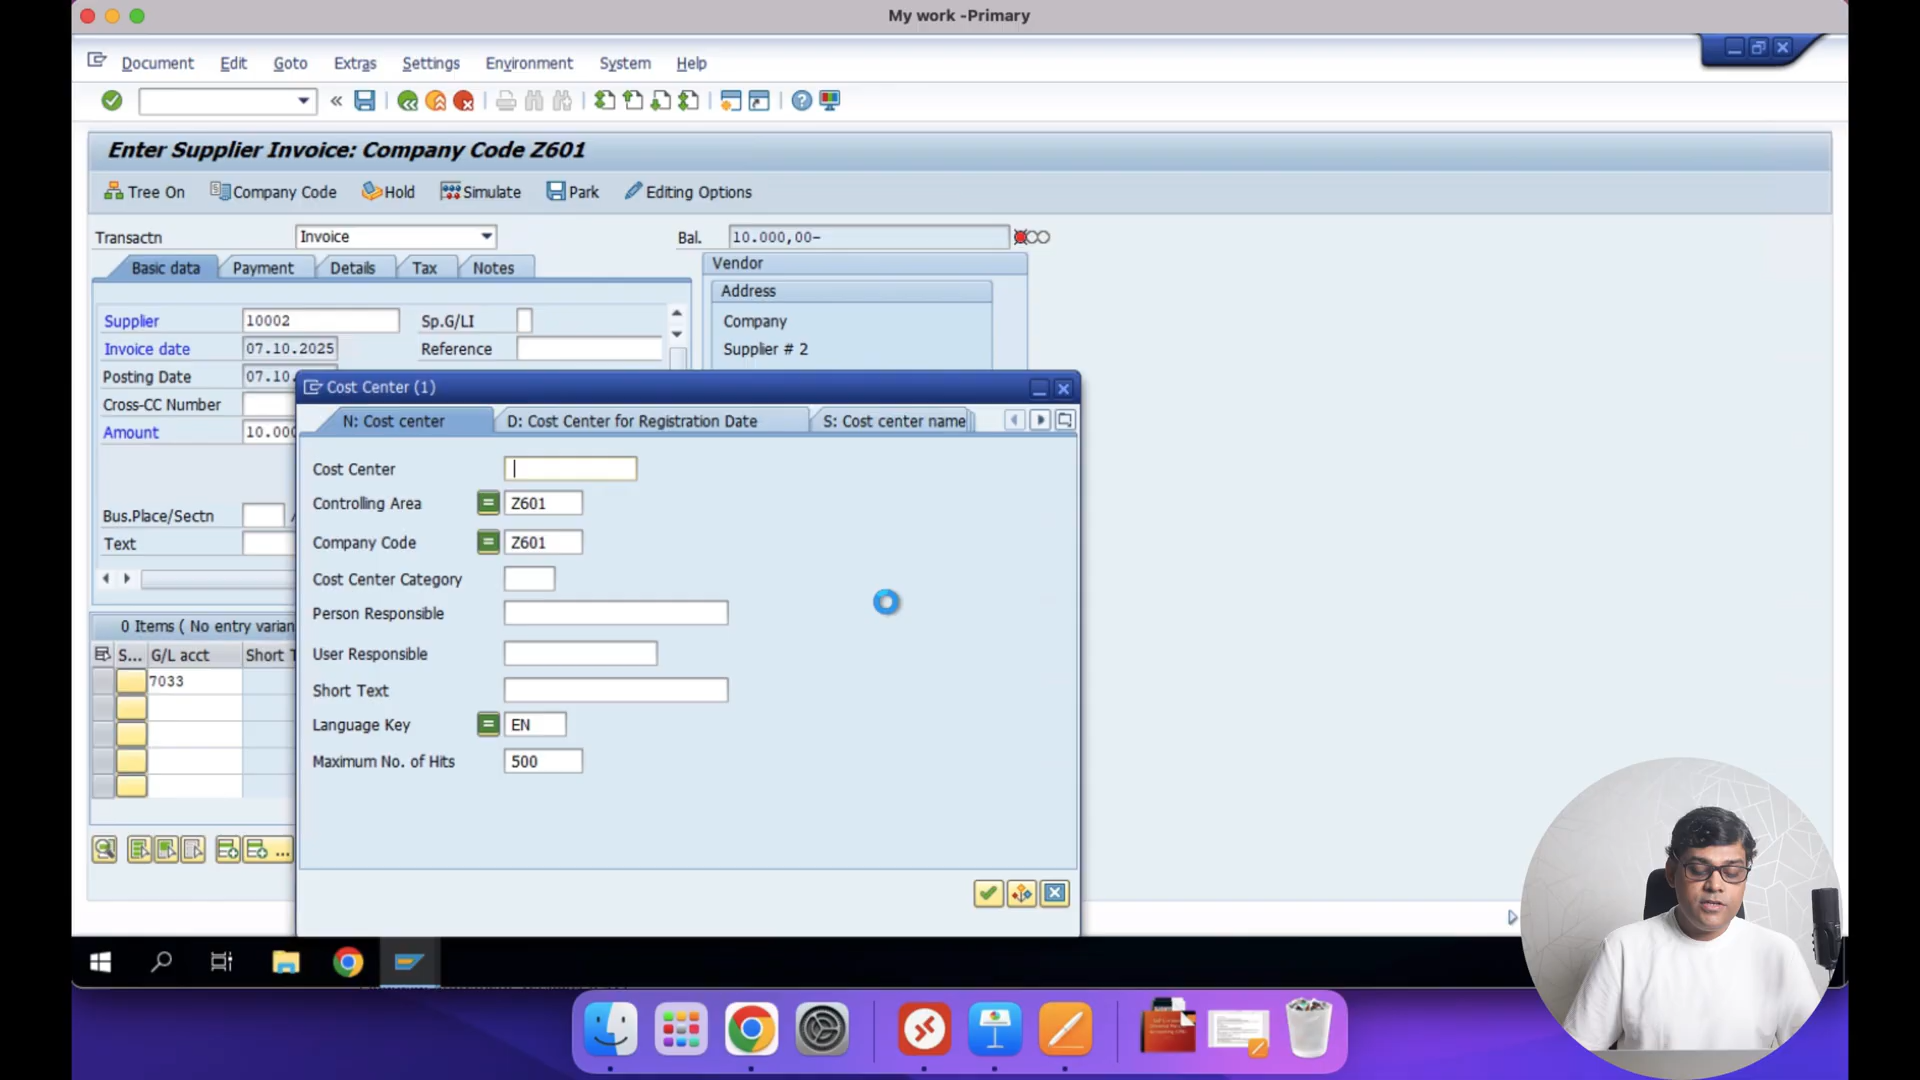 My work -Primary
Document Edit Goto Extras Settings Environment System Help
Enter Supplier Invoice: Company Code Z601
Tree On Company Code Hold Simulate Park Editing Options
Transactn Invoice Bal. 10.000,00-
Basic data Payment Details Tax Notes Vendor
Address
Supplier 10002 Sp.G/LI Company
Invoice date 07.10.2025 Reference Supplier # 2
Posting Date 07.10.
Cross-CC Number
Amount 10.000
Bus.Place/Sectn /
Text
0 Items ( No entry varian
S... G/L acct Short T
7033
...
Cost Center (1)
N: Cost center D: Cost Center for Registration Date S: Cost center name
Cost Center
Controlling Area = Z601
Company Code = Z601
Cost Center Category
Person Responsible
User Responsible
Short Text
Language Key = EN
Maximum No. of Hits 500